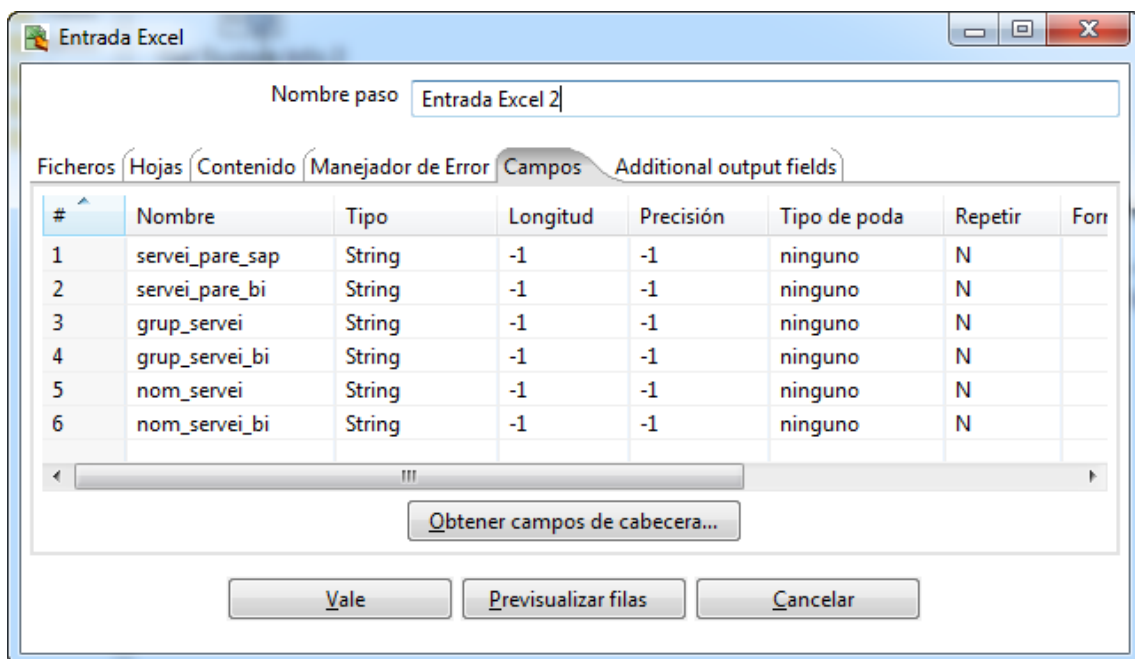 Entrada Excel
Nombre paso Entrada Excel 2
Ficheros Hojas Contenido Manejador de Error Campos Additional output fields
# Nombre Tipo Longitud Precisión Tipo de poda Repetir Forr
1 servei_pare_sap String -1 -1 ninguno N
2 servei_pare_bi String -1 -1 ninguno N
3 grup_servei String -1 -1 ninguno N
4 grup_servei_bi String -1 -1 ninguno N
5 nom_servei String -1 -1 ninguno N
6 nom_servei_bi String -1 -1 ninguno N
Obtener campos de cabecera...
Vale Previsualizar filas Cancelar